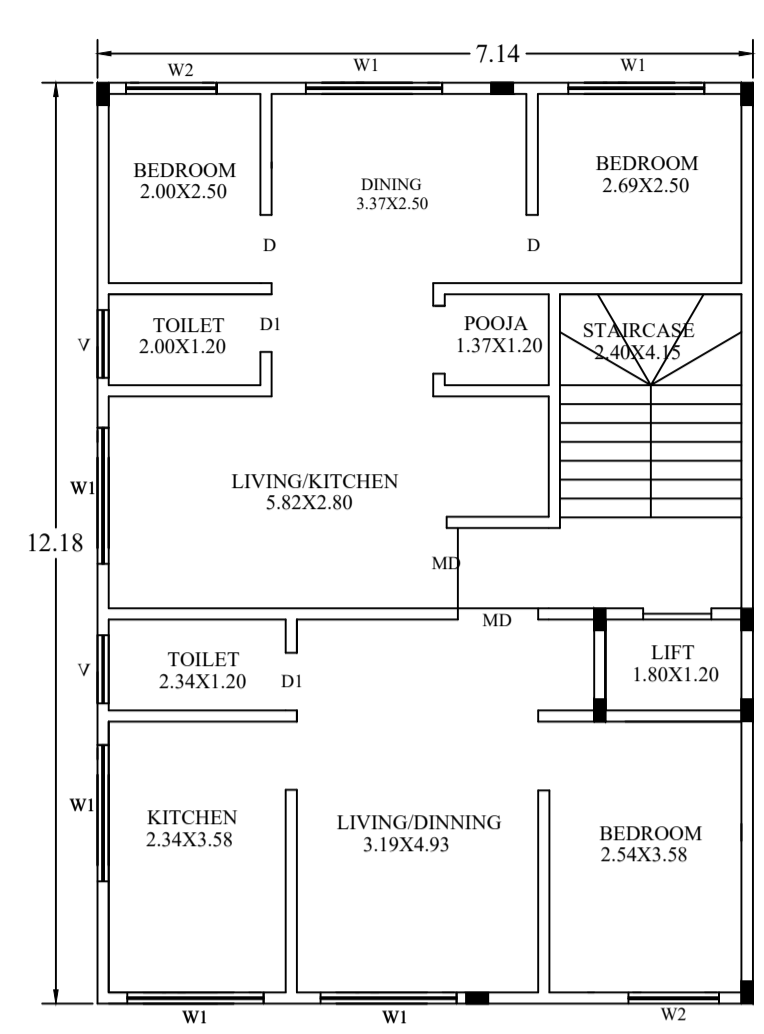 7.14
W2
W1
W1
BEDROOM
2.00X2.50
DINING
3.37X2.50
BEDROOM
2.69X2.50
D
D
V
TOILET
2.00X1.20
D1
POOJA
1.37X1.20
STAIRCASE
2.40X4.15
W1
LIVING/KITCHEN
5.82X2.80
12.18
MD
MD
V
TOILET
2.34X1.20
D1
LIFT
1.80X1.20
W1
KITCHEN
2.34X3.58
LIVING/DINNING
3.19X4.93
BEDROOM
2.54X3.58
W1
W1
W2